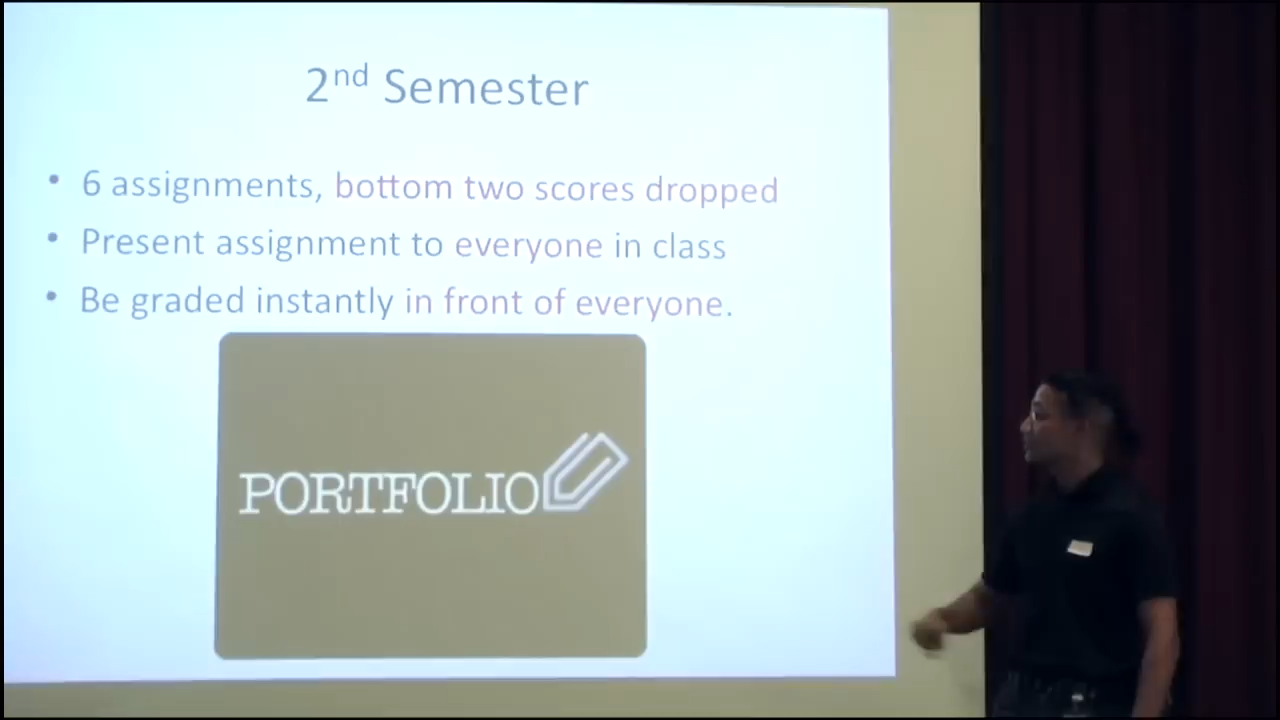 2nd Semester
• 6 assignments, bottom two scores dropped
• Present assignment to everyone in class
• Be graded instantly in front of everyone.
PORTFOLIO